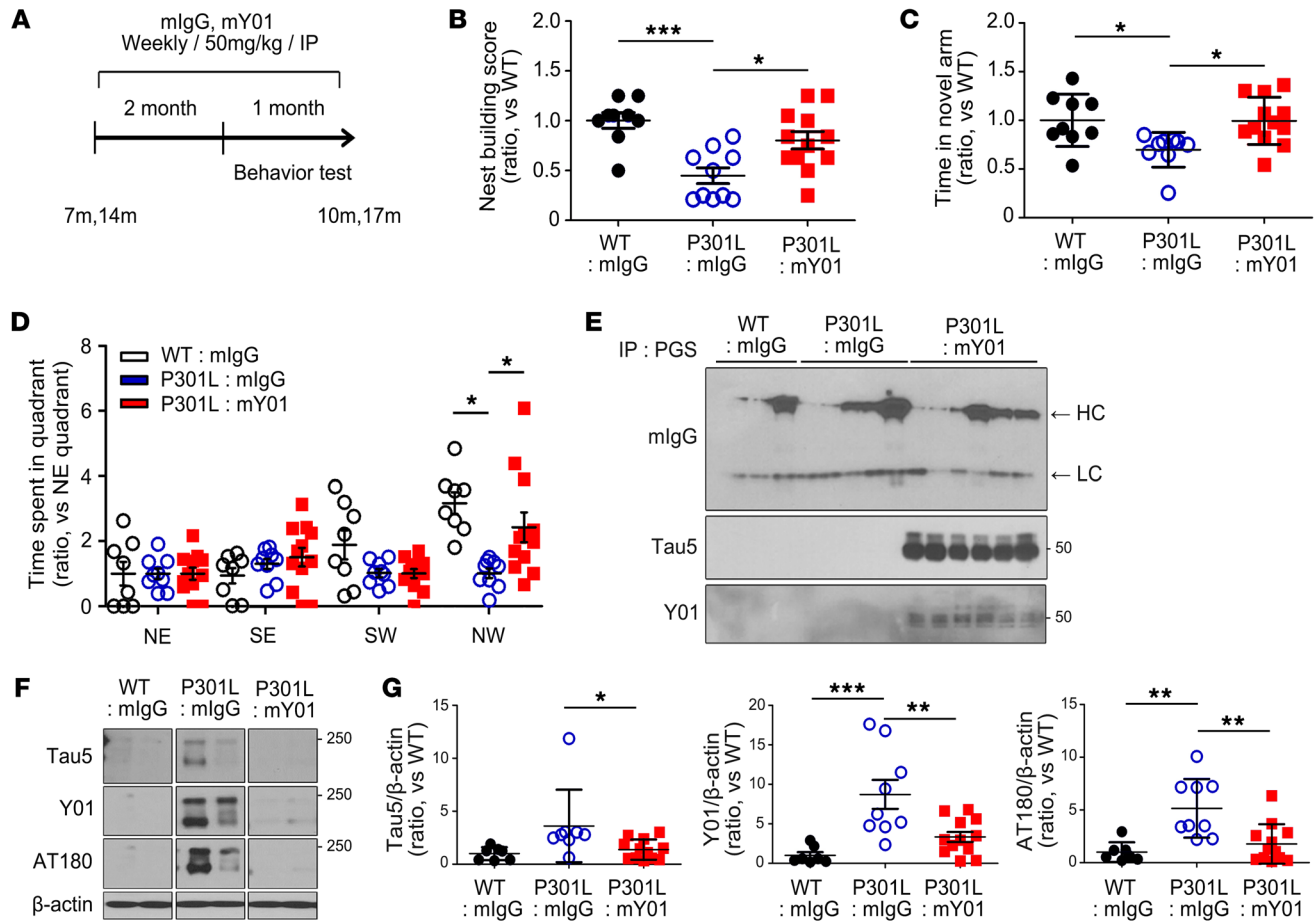 A
mIgG, mY01
Weekly / 50mg/kg / IP
2 month
1 month
Behavior test
7m,14m
10m,17m
B
Nest building score
(ratio, vs WT)
2.0
1.5
1.0
0.5
0
***
*
WT
: mIgG
P301L
: mIgG
P301L
: mY01
C
Time in novel arm
(ratio, vs WT)
2.0
1.5
1.0
0.5
0
*
*
WT
: mIgG
P301L
: mIgG
P301L
: mY01
D
Time spent in quadrant
(ratio, vs NE quadrant)
8
6
4
2
0
WT : mIgG
P301L : mIgG
P301L : mY01
*
*
NE
SE
SW
NW
E
IP : PGS
WT
: mIgG
P301L
: mIgG
P301L
: mY01
mIgG
← HC
← LC
Tau5
50
Y01
50
F
WT
: mIgG
P301L
: mIgG
P301L
: mY01
Tau5
250
Y01
250
AT180
250
β-actin
G
Tau5/β-actin
(ratio, vs WT)
15
10
5
0
*
WT
: mIgG
P301L
: mIgG
P301L
: mY01
Y01/β-actin
(ratio, vs WT)
20
15
10
5
0
***
**
WT
: mIgG
P301L
: mIgG
P301L
: mY01
AT180/β-actin
(ratio, vs WT)
15
10
5
0
**
**
WT
: mIgG
P301L
: mIgG
P301L
: mY01